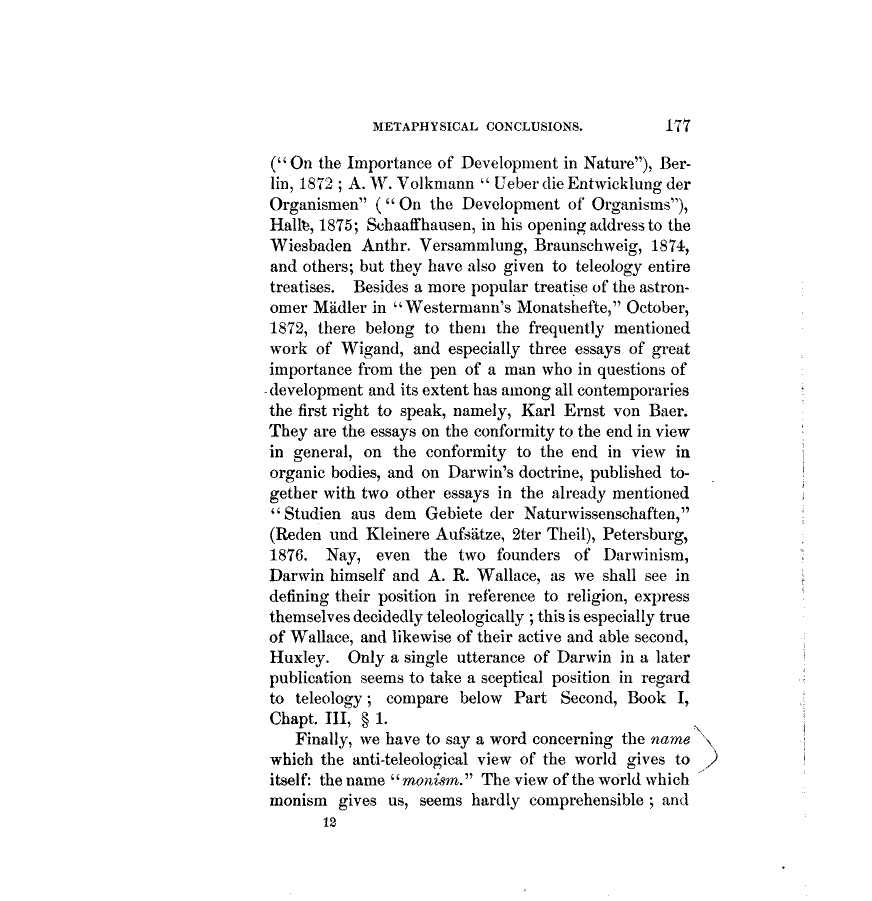 METAPHYSICAL CONCLUSIONS. 177
("On the Importance of Development in Nature"), Ber-
lin, 1872 ; A. W. Volkmann "Ueber die Entwicklung der
Organismen" ("On the Development of Organisms"),
Halle, 1875; Schaaffhausen, in his opening address to the
Wiesbaden Anthr. Versammlung, Braunschweig, 1874,
and others; but they have also given to teleology entire
treatises. Besides a more popular treatise of the astron-
omer Mädler in "Westermann's Monatshefte," October,
1872, there belong to them the frequently mentioned
work of Wigand, and especially three essays of great
importance from the pen of a man who in questions of
development and its extent has among all contemporaries
the first right to speak, namely, Karl Ernst von Baer.
They are the essays on the conformity to the end in view
in general, on the conformity to the end in view in
organic bodies, and on Darwin's doctrine, published to-
gether with two other essays in the already mentioned
"Studien aus dem Gebiete der Naturwissenschaften,"
(Reden und Kleinere Aufsätze, 2ter Theil), Petersburg,
1876. Nay, even the two founders of Darwinism,
Darwin himself and A. R. Wallace, as we shall see in
defining their position in reference to religion, express
themselves decidedly teleologically ; this is especially true
of Wallace, and likewise of their active and able second,
Huxley. Only a single utterance of Darwin in a later
publication seems to take a sceptical position in regard
to teleology ; compare below Part Second, Book I,
Chapt. III, § 1.
Finally, we have to say a word concerning the name
which the anti-teleological view of the world gives to
itself: the name "monism." The view of the world which
monism gives us, seems hardly comprehensible ; and
12